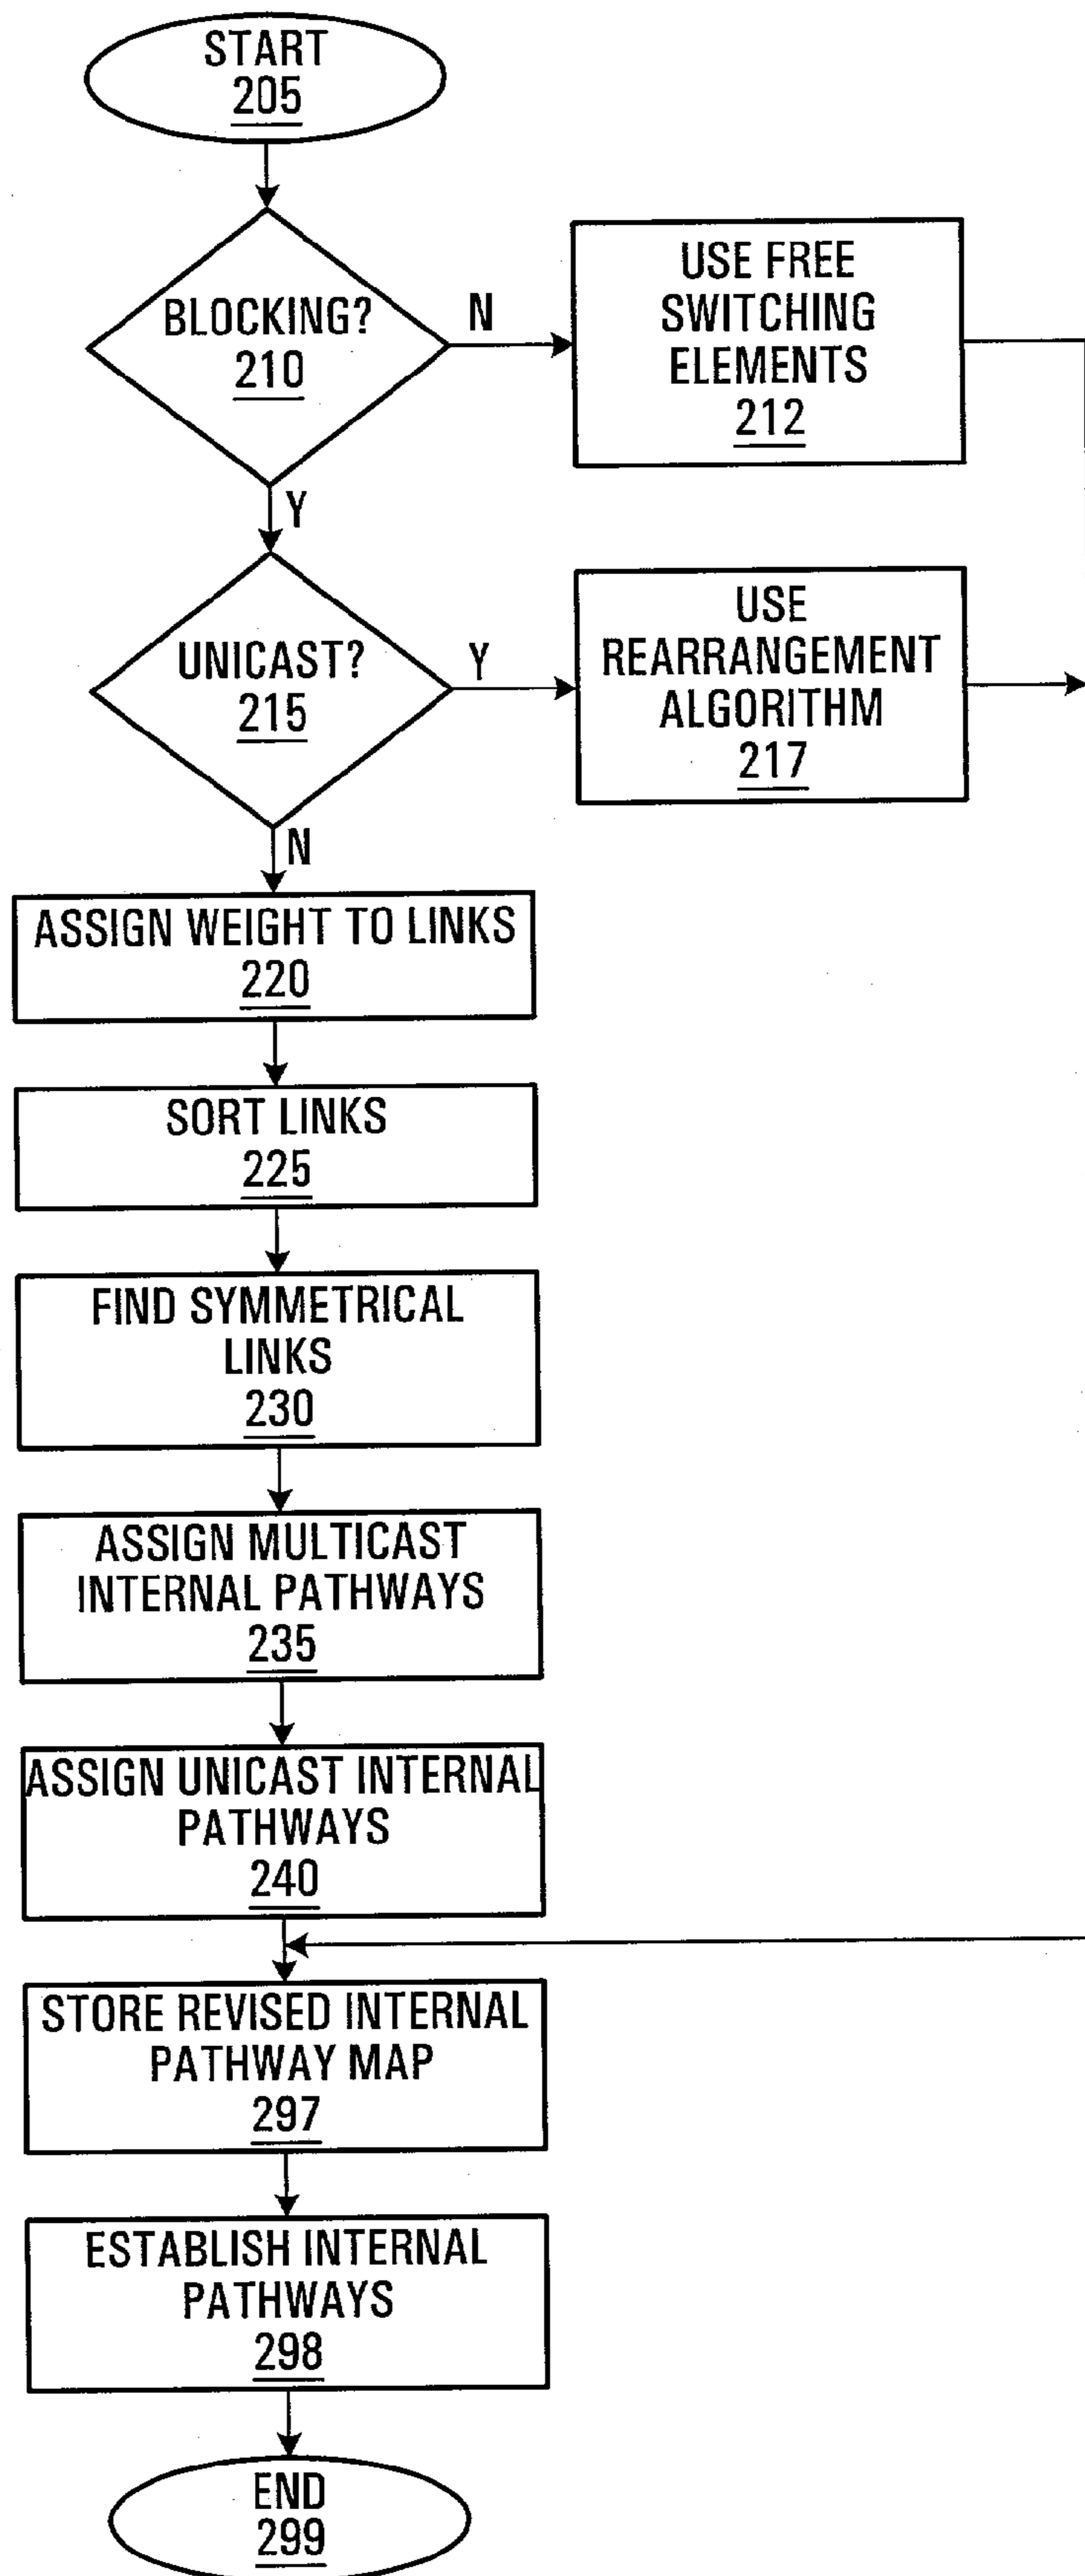 START
205
BLOCKING?
210
N
USE FREE
SWITCHING
ELEMENTS
212
Y
UNICAST?
215
Y
USE
REARRANGEMENT
ALGORITHM
217
N
ASSIGN WEIGHT TO LINKS
220
SORT LINKS
225
FIND SYMMETRICAL
LINKS
230
ASSIGN MULTICAST
INTERNAL PATHWAYS
235
ASSIGN UNICAST INTERNAL
PATHWAYS
240
STORE REVISED INTERNAL
PATHWAY MAP
297
ESTABLISH INTERNAL
PATHWAYS
298
END
299